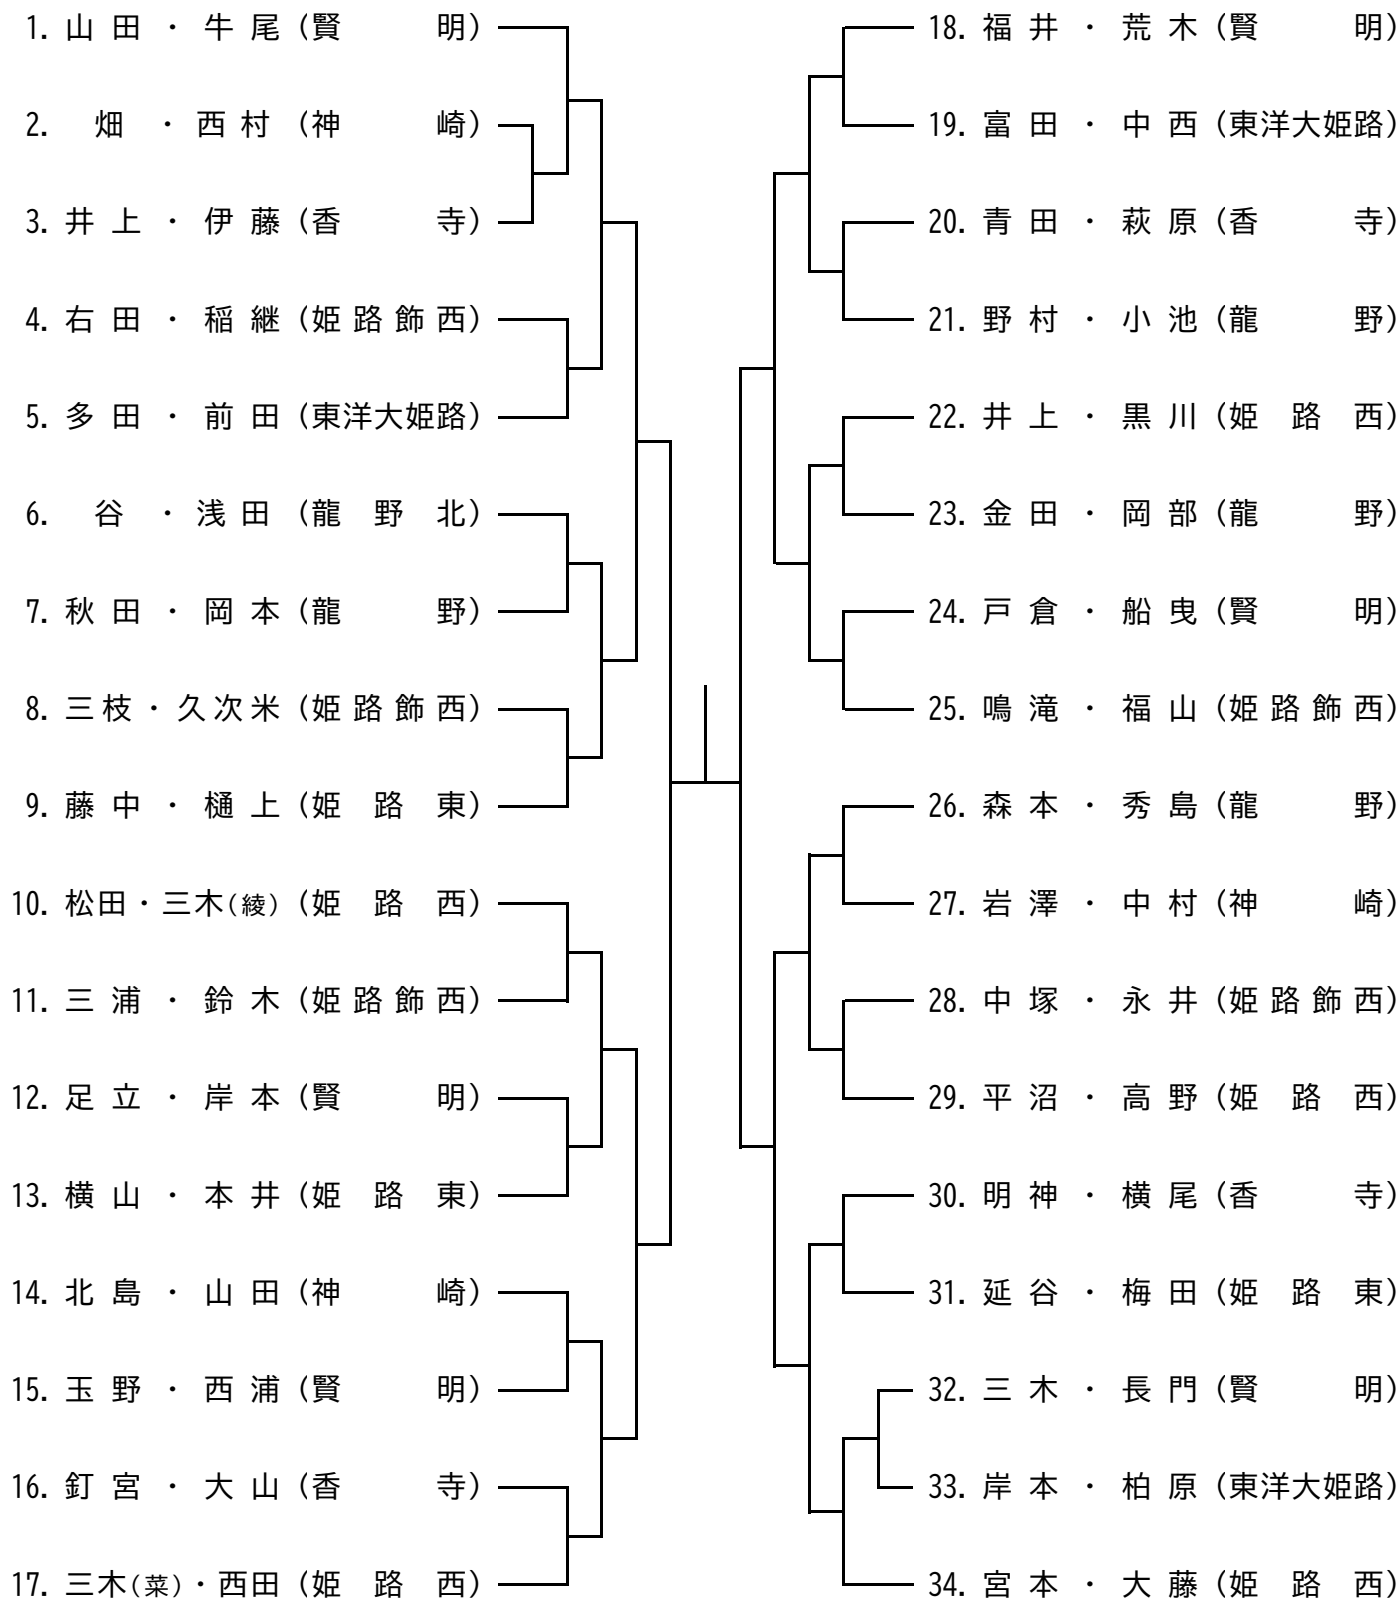 1. 山田・牛尾（賢明）
2. 畑・西村（神崎）
3. 井上・伊藤（香寺）
4. 右田・稲継（姫路飾西）
5. 多田・前田（東洋大姫路）
6. 谷・浅田（龍野北）
7. 秋田・岡本（龍野）
8. 三枝・久次米（姫路飾西）
9. 藤中・樋上（姫路東）
10. 松田・三木(綾)（姫路西）
11. 三浦・鈴木（姫路飾西）
12. 足立・岸本（賢明）
13. 横山・本井（姫路東）
14. 北島・山田（神崎）
15. 玉野・西浦（賢明）
16. 釘宮・大山（香寺）
17. 三木(菜)・西田（姫路西）
18. 福井・荒木（賢明）
19. 富田・中西（東洋大姫路）
20. 青田・萩原（香寺）
21. 野村・小池（龍野）
22. 井上・黒川（姫路西）
23. 金田・岡部（龍野）
24. 戸倉・船曳（賢明）
25. 鳴滝・福山（姫路飾西）
26. 森本・秀島（龍野）
27. 岩澤・中村（神崎）
28. 中塚・永井（姫路飾西）
29. 平沼・高野（姫路西）
30. 明神・横尾（香寺）
31. 延谷・梅田（姫路東）
32. 三木・長門（賢明）
33. 岸本・柏原（東洋大姫路）
34. 宮本・大藤（姫路西）